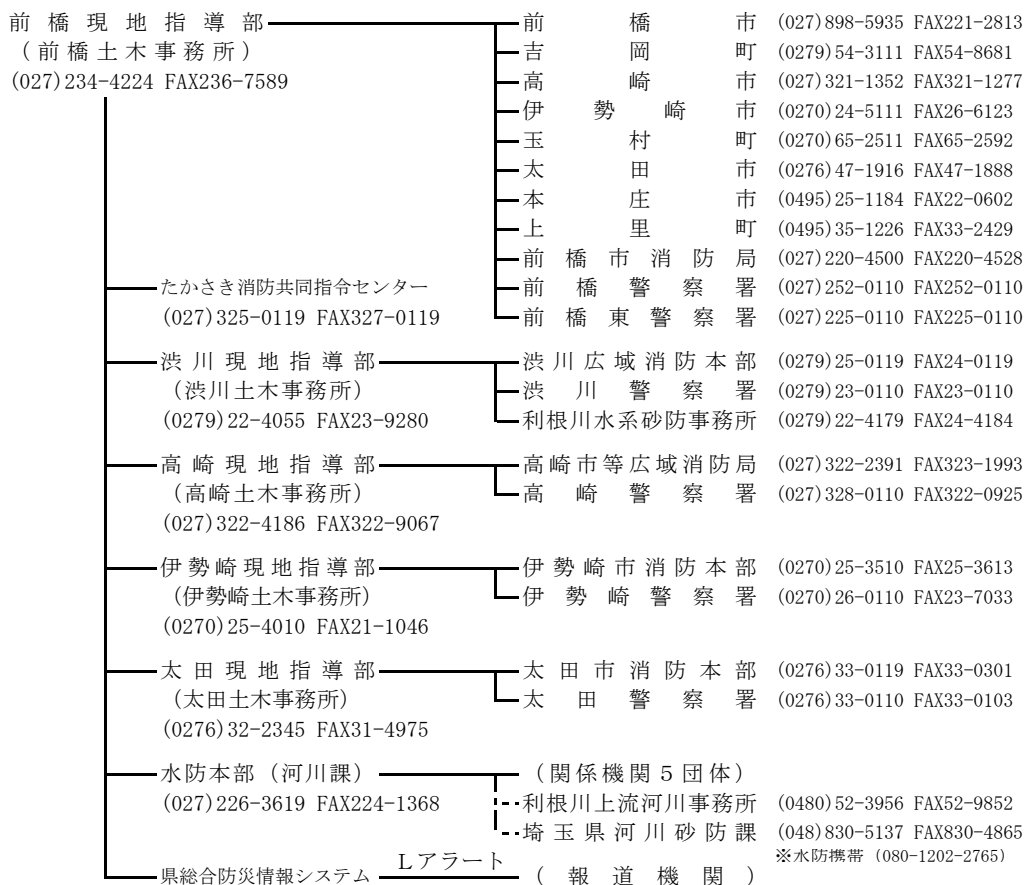 前橋現地指導部 前橋市 (027)898-5935 FAX221-2813
(前橋土木事務所) 吉岡町 (0279)54-3111 FAX54-8681
(027)234-4224 FAX236-7589 高崎市 (027)321-1352 FAX321-1277
伊勢崎市 (0270)24-5111 FAX26-6123
玉村町 (0270)65-2511 FAX65-2592
太田市 (0276)47-1916 FAX47-1888
本庄市 (0495)25-1184 FAX22-0602
上里町 (0495)35-1226 FAX33-2429
前橋市消防局 (027)220-4500 FAX220-4528
たかさき消防共同指令センター 前橋警察署 (027)252-0110 FAX252-0110
(027)325-0119 FAX327-0119 前橋東警察署 (027)225-0110 FAX225-0110
渋川現地指導部 渋川広域消防本部 (0279)25-0119 FAX24-0119
(渋川土木事務所) 渋川警察署 (0279)23-0110 FAX23-0110
(0279)22-4055 FAX23-9280 利根川水系砂防事務所 (0279)22-4179 FAX24-4184
高崎現地指導部 高崎市等広域消防局 (027)322-2391 FAX323-1993
(高崎土木事務所) 高崎警察署 (027)328-0110 FAX322-0925
(027)322-4186 FAX322-9067
伊勢崎現地指導部 伊勢崎市消防本部 (0270)25-3510 FAX25-3613
(伊勢崎土木事務所) 伊勢崎警察署 (0270)26-0110 FAX23-7033
(0270)25-4010 FAX21-1046
太田現地指導部 太田市消防本部 (0276)33-0119 FAX33-0301
(太田土木事務所) 太田警察署 (0276)33-0110 FAX33-0103
(0276)32-2345 FAX31-4975
水防本部(河川課) (関係機関5団体)
(027)226-3619 FAX224-1368 利根川上流河川事務所 (0480)52-3956 FAX52-9852
埼玉県河川砂防課 (048)830-5137 FAX830-4865
※水防携帯(080-1202-2765)
県総合防災情報システム Lアラート (報道機関)